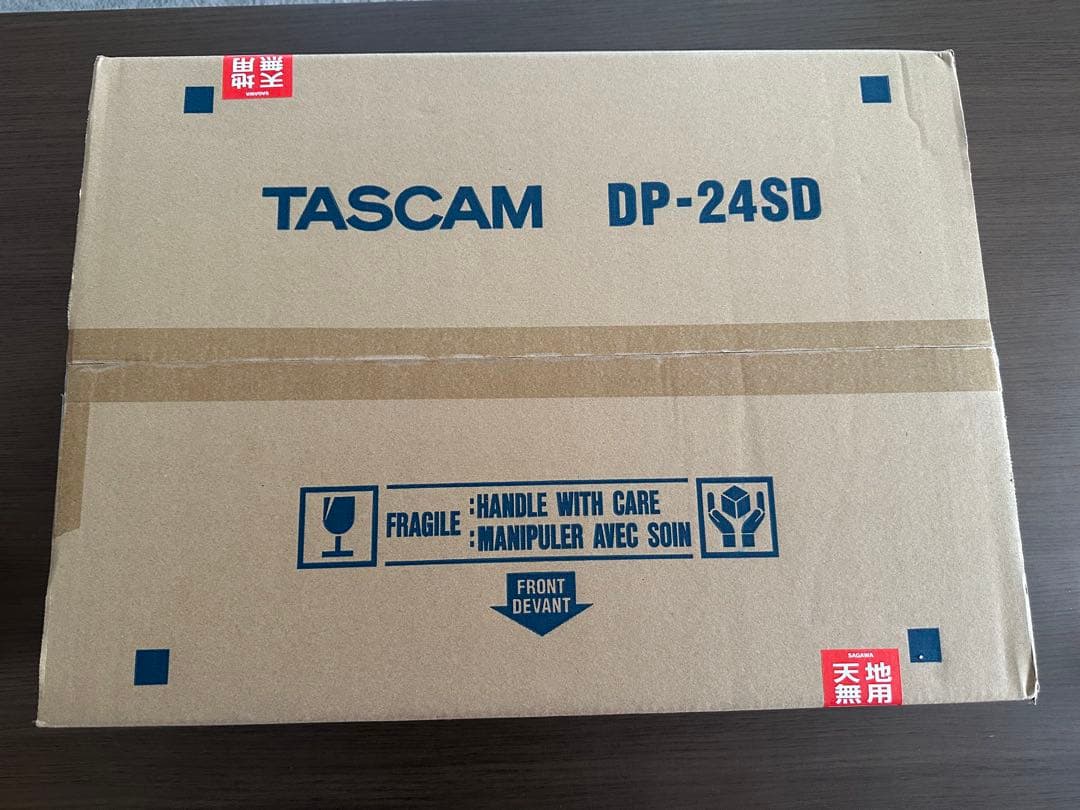 天地
無用
SAGAWA
TASCAM DP-24SD
FRAGILE :HANDLE WITH CARE
:MANIPULER AVEC SOIN
FRONT
DEVANT
SAGAWA
天地
無用